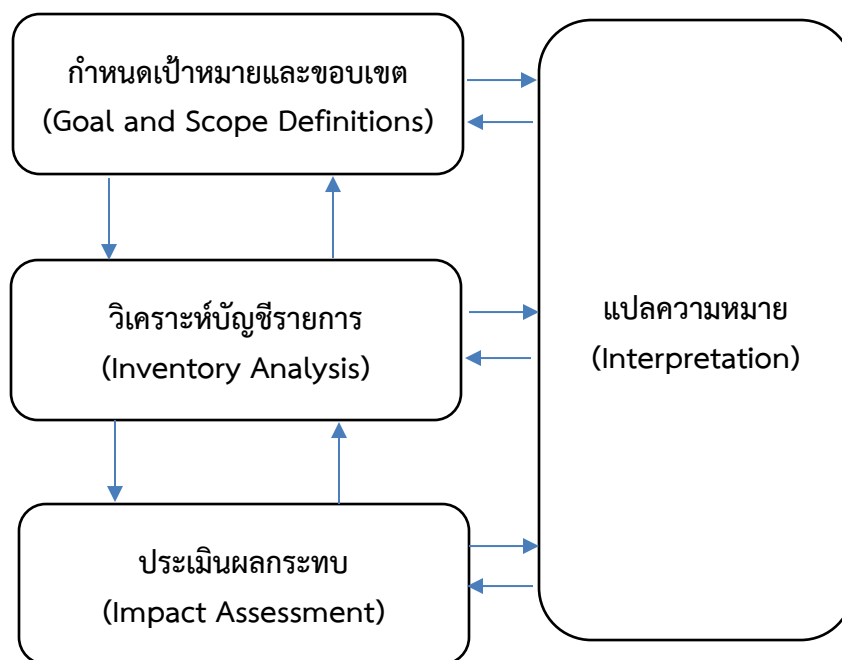 กำหนดเป้าหมายและขอบเขต
(Goal and Scope Definitions)
วิเคราะห์บัญชีรายการ
(Inventory Analysis)
ประเมินผลกระทบ
(Impact Assessment)
แปลความหมาย
(Interpretation)